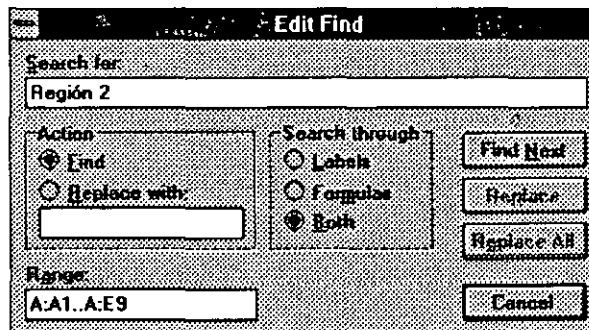 Edit Find
Search for:
Región 2
Action
Find
Replace with:
Search through
Labels
Formulas
Both
Find Next
Replace
Replace All
Range:
A:A1..A:E9
Cancel